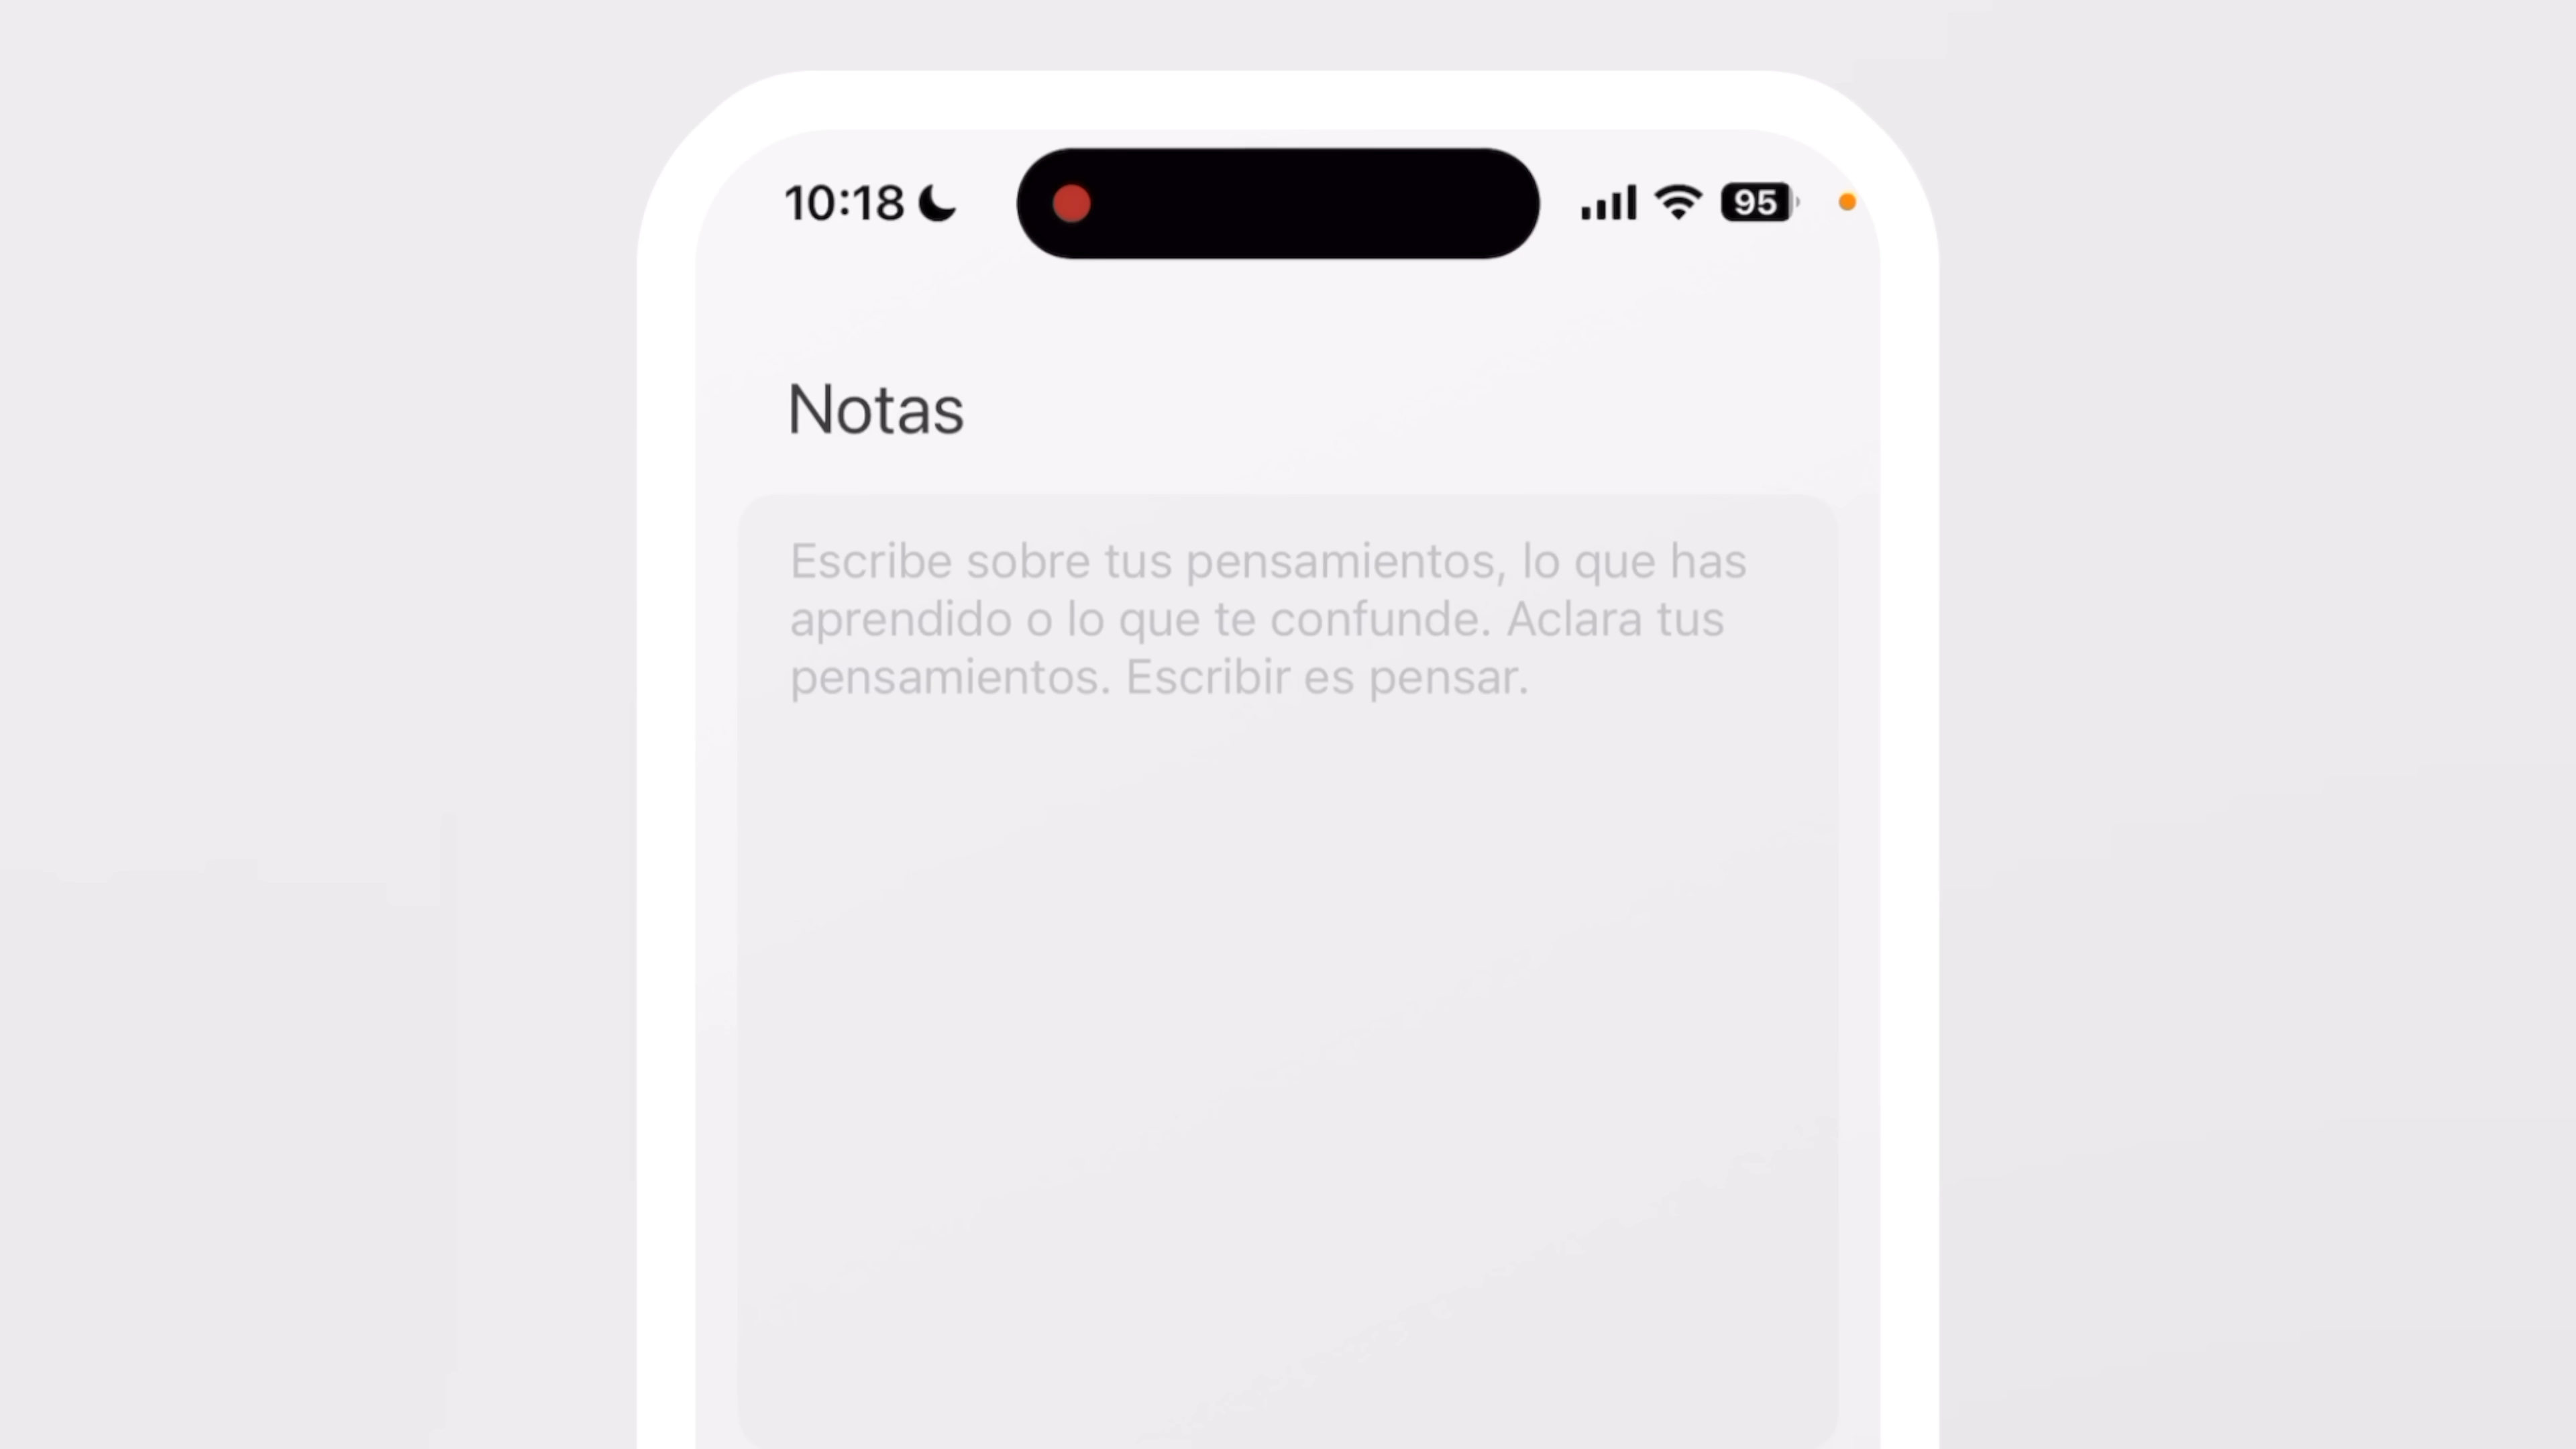 10:18
95
Notas
Escribe sobre tus pensamientos, lo que has
aprendido o lo que te confunde. Aclara tus
pensamientos. Escribir es pensar.